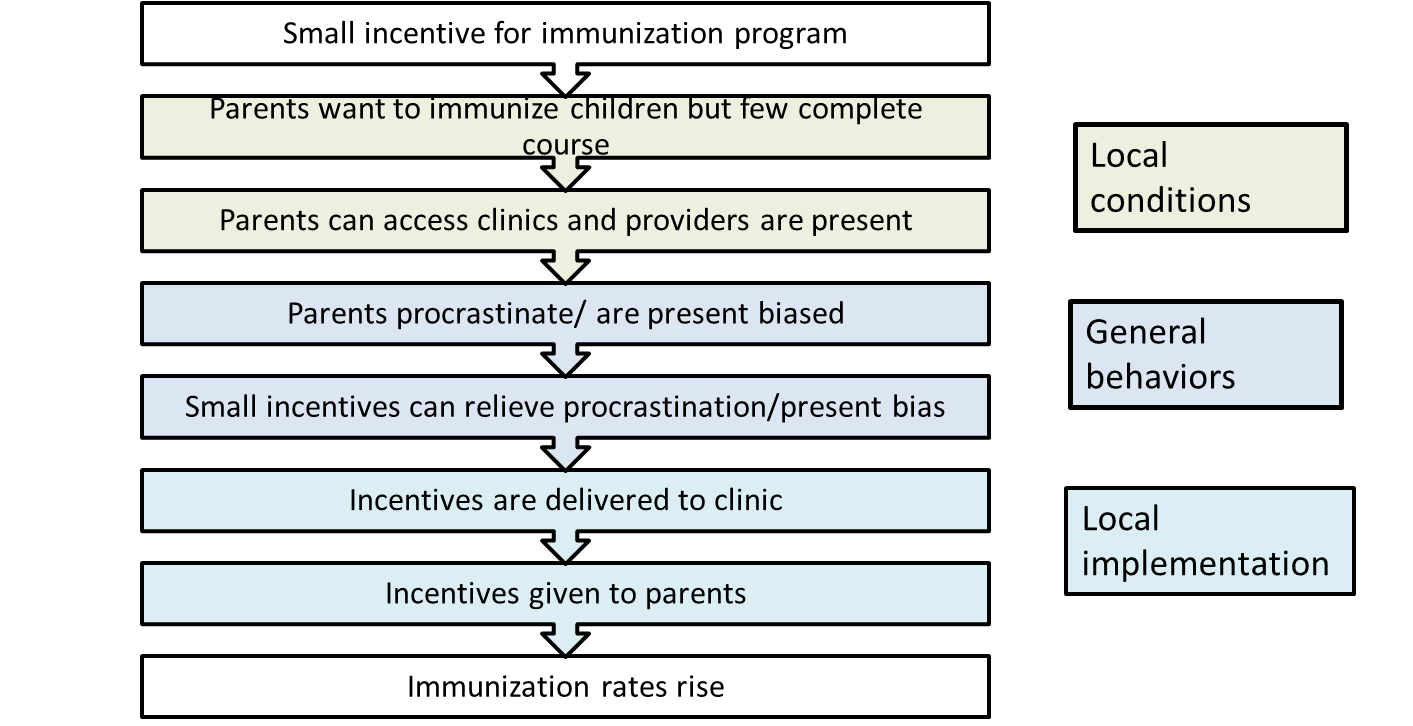 Small incentive for immunization program
Parents want to immunize children but few complete
course
Parents can access clinics and providers are present
Parents procrastinate/ are present biased
Small incentives can relieve procrastination/present bias
Incentives are delivered to clinic
Incentives given to parents
Immunization rates rise
Local
conditions
General
behaviors
Local
implementation